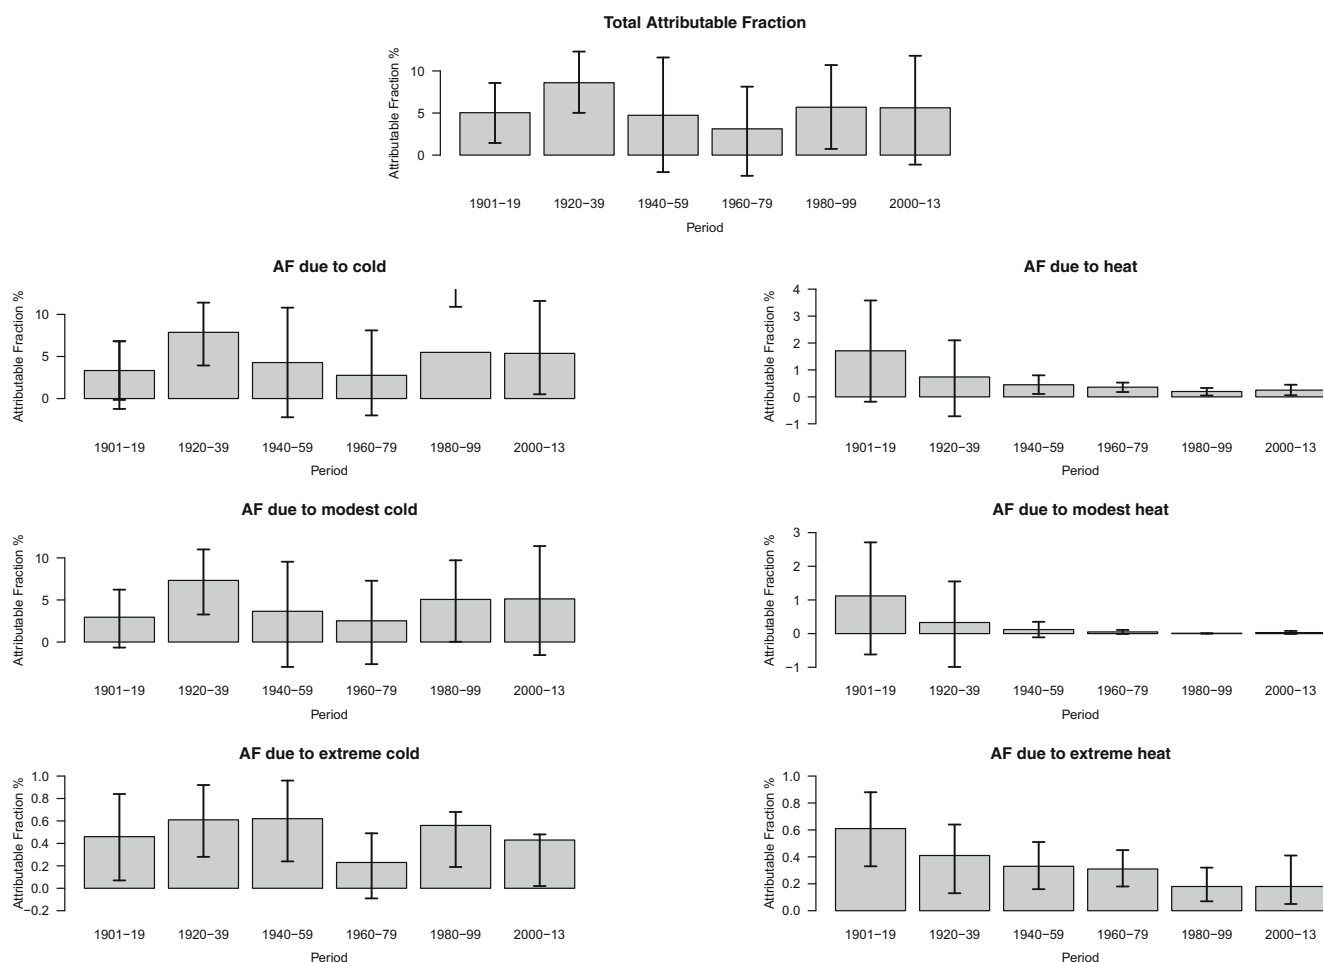 Total Attributable Fraction
Attributable Fraction %
10
5
0
1901−19 1920−39 1940−59 1960−79 1980−99 2000−13
Period
AF due to cold
Attributable Fraction %
10
5
0
1901−19 1920−39 1940−59 1960−79 1980−99 2000−13
Period
AF due to heat
Attributable Fraction %
4
3
2
1
0
−1
1901−19 1920−39 1940−59 1960−79 1980−99 2000−13
Period
AF due to modest cold
Attributable Fraction %
10
5
0
1901−19 1920−39 1940−59 1960−79 1980−99 2000−13
Period
AF due to modest heat
Attributable Fraction %
3
2
1
0
−1
1901−19 1920−39 1940−59 1960−79 1980−99 2000−13
Period
AF due to extreme cold
Attributable Fraction %
1.0
0.8
0.6
0.4
0.2
0.0
−0.2
1901−19 1920−39 1940−59 1960−79 1980−99 2000−13
Period
AF due to extreme heat
Attributable Fraction %
1.0
0.8
0.6
0.4
0.2
0.0
1901−19 1920−39 1940−59 1960−79 1980−99 2000−13
Period